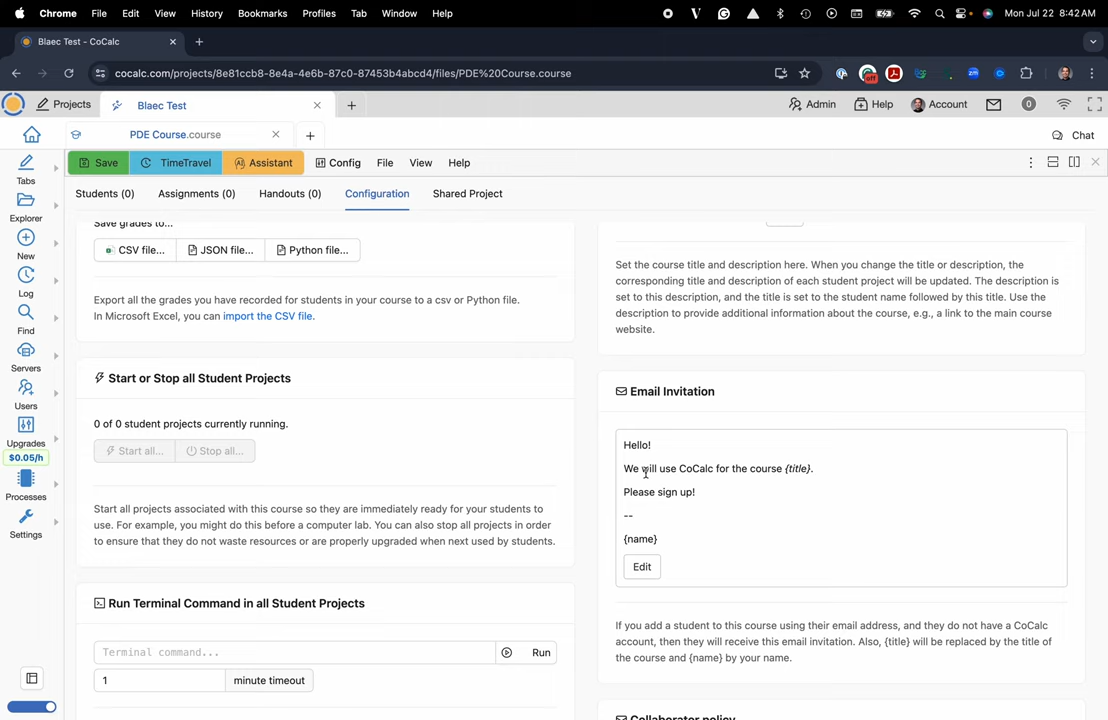 Chrome File Edit View History Bookmarks Profiles Tab Window Help
Mon Jul 22 8:42 AM
Blaec Test - CoCalc
cocalc.com/projects/8e81ccb8-8e4a-4e6b-87c0-87453b4abcd4/files/PDE%20Course.course
off
zm
Projects
Blaec Test
Admin
Help
Account
0
PDE Course.course
Chat
Save
TimeTravel
Assistant
Config
File
View
Help
Tabs
Explorer
New
Log
Find
Servers
Users
Upgrades
$0.05/h
Processes
Settings
Students (0)
Assignments (0)
Handouts (0)
Configuration
Shared Project
Save grades to...
CSV file...
JSON file...
Python file...
Export all the grades you have recorded for students in your course to a csv or Python file.
In Microsoft Excel, you can import the CSV file.
Start or Stop all Student Projects
0 of 0 student projects currently running.
Start all...
Stop all...
Start all projects associated with this course so they are immediately ready for your students to
use. For example, you might do this before a computer lab. You can also stop all projects in order
to ensure that they do not waste resources or are properly upgraded when next used by students.
Run Terminal Command in all Student Projects
Terminal command...
Run
1
minute timeout
Set the course title and description here. When you change the title or description, the
corresponding title and description of each student project will be updated. The description is
set to this description, and the title is set to the student name followed by this title. Use the
description to provide additional information about the course, e.g., a link to the main course
website.
Email Invitation
Hello!
We will use CoCalc for the course {title}.
Please sign up!
--
{name}
Edit
If you add a student to this course using their email address, and they do not have a CoCalc
account, then they will receive this email invitation. Also, {title} will be replaced by the title of
the course and {name} by your name.
Collaborator policy